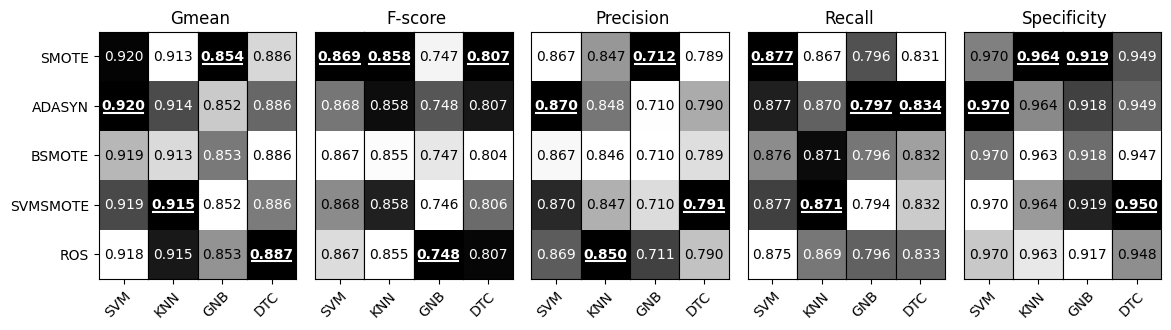 Gmean F-score Precision Recall Specificity
SMOTE 0.920 0.913 0.854 0.886 0.869 0.858 0.747 0.807 0.867 0.847 0.712 0.789 0.877 0.867 0.796 0.831 0.970 0.964 0.919 0.949
ADASYN 0.920 0.914 0.852 0.886 0.868 0.858 0.748 0.807 0.870 0.848 0.710 0.790 0.877 0.870 0.797 0.834 0.970 0.964 0.918 0.949
BSMOTE 0.919 0.913 0.853 0.886 0.867 0.855 0.747 0.804 0.867 0.846 0.710 0.789 0.876 0.871 0.796 0.832 0.970 0.963 0.918 0.947
SVMSMOTE 0.919 0.915 0.852 0.886 0.868 0.858 0.746 0.806 0.870 0.847 0.710 0.791 0.877 0.871 0.794 0.832 0.970 0.964 0.919 0.950
ROS 0.918 0.915 0.853 0.887 0.867 0.855 0.748 0.807 0.869 0.850 0.711 0.790 0.875 0.869 0.796 0.833 0.970 0.963 0.917 0.948
SVM KNN GNB DTC SVM KNN GNB DTC SVM KNN GNB DTC SVM KNN GNB DTC SVM KNN GNB DTC